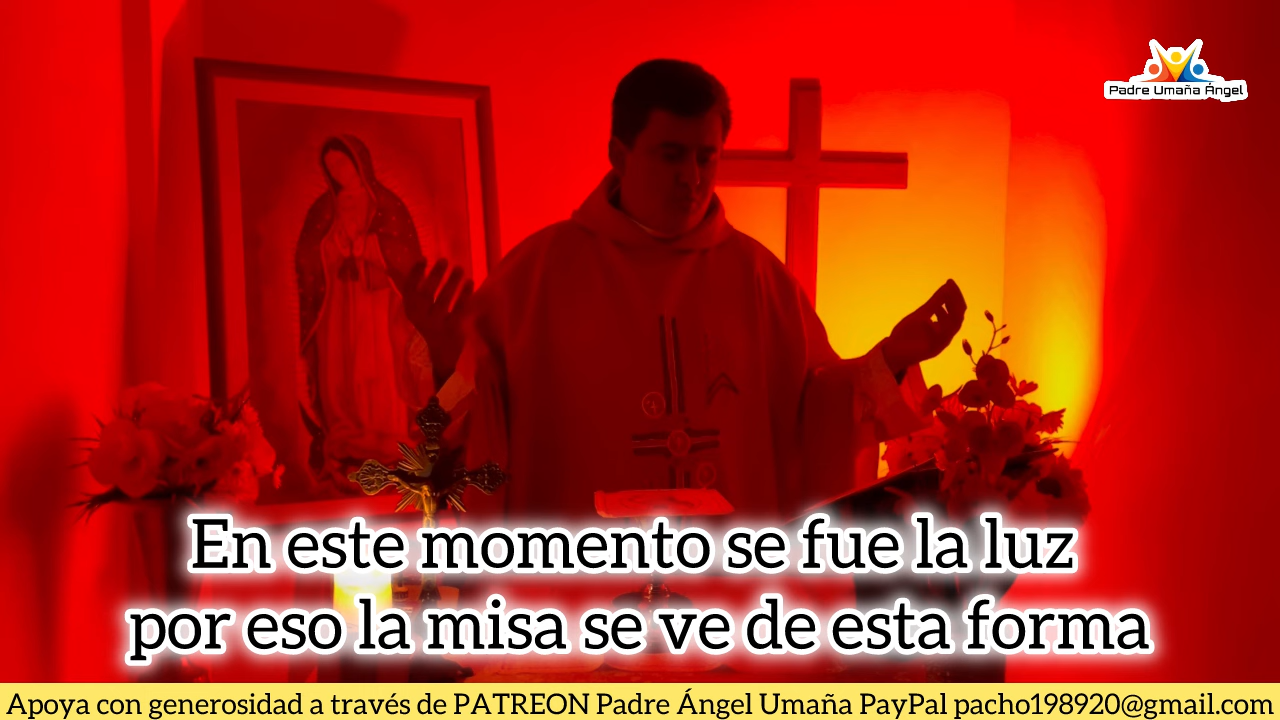 Padre Umaña Ángel
En este momento se fue la luz
por eso la misa se ve de esta forma
Apoya con generosidad a través de PATREON Padre Ángel Umaña PayPal pacho198920@gmail.com